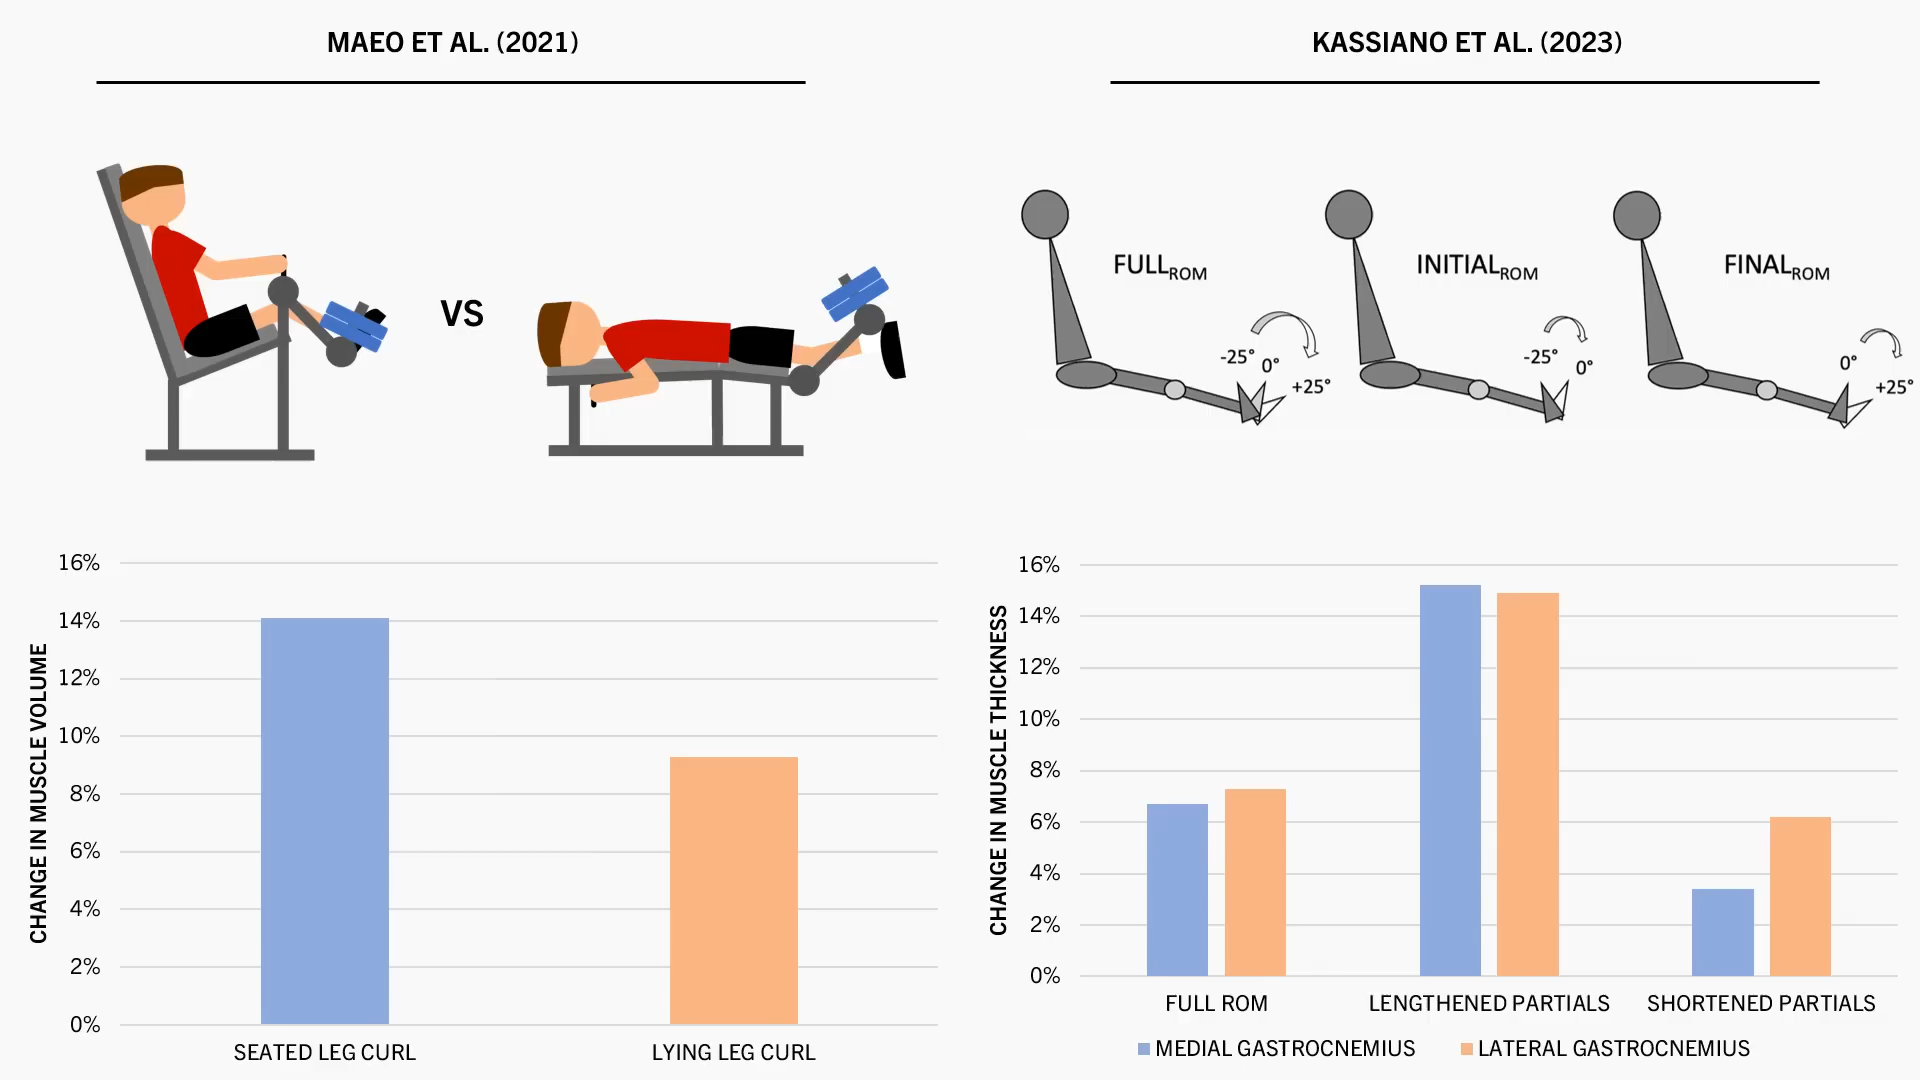 MAEO ET AL. (2021)
VS
16%
14%
12%
10%
8%
6%
4%
2%
0%
CHANGE IN MUSCLE VOLUME
SEATED LEG CURL
LYING LEG CURL
KASSIANO ET AL. (2023)
FULLROM
-25° 0°
+25°
INITIALROM
-25° 0°
FINALROM
0°
+25°
16%
14%
12%
10%
8%
6%
4%
2%
0%
CHANGE IN MUSCLE THICKNESS
FULL ROM
LENGTHENED PARTIALS
SHORTENED PARTIALS
MEDIAL GASTROCNEMIUS
LATERAL GASTROCNEMIUS